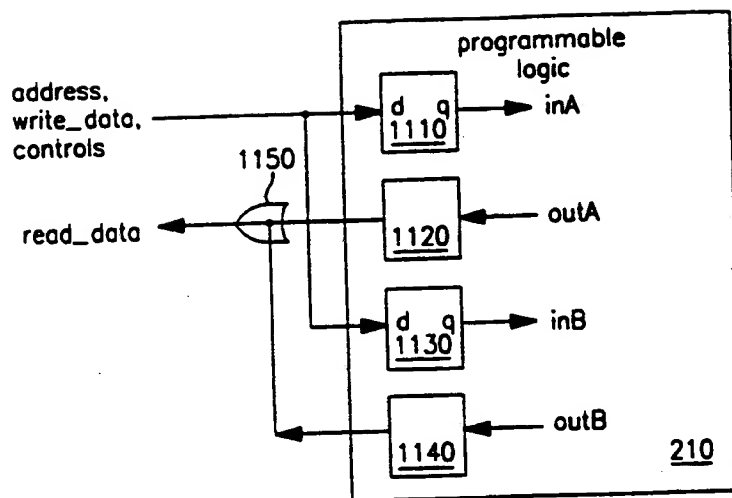 programmable
logic
address,
write_data,
controls
d q
1110
inA
1150
read_data
1120
outA
d q
1130
inB
1140
outB
210